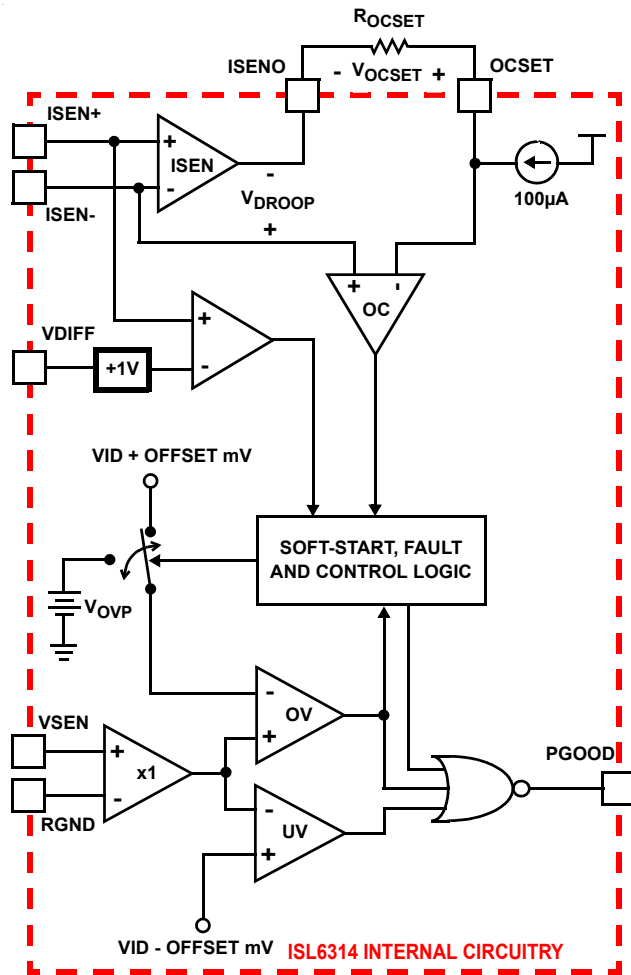 ROCSET
ISENO
- VOCSET +
OCSET
ISEN+
+
ISEN
-
-
VDROOP
+
ISEN-
100µA
+ -
OC
+
-
VDIFF
+1V
VID + OFFSET mV
SOFT-START, FAULT
AND CONTROL LOGIC
VOVP
-
OV
+
VSEN
+
x1
-
RGND
PGOOD
-
UV
+
VID - OFFSET mV
ISL6314 INTERNAL CIRCUITRY